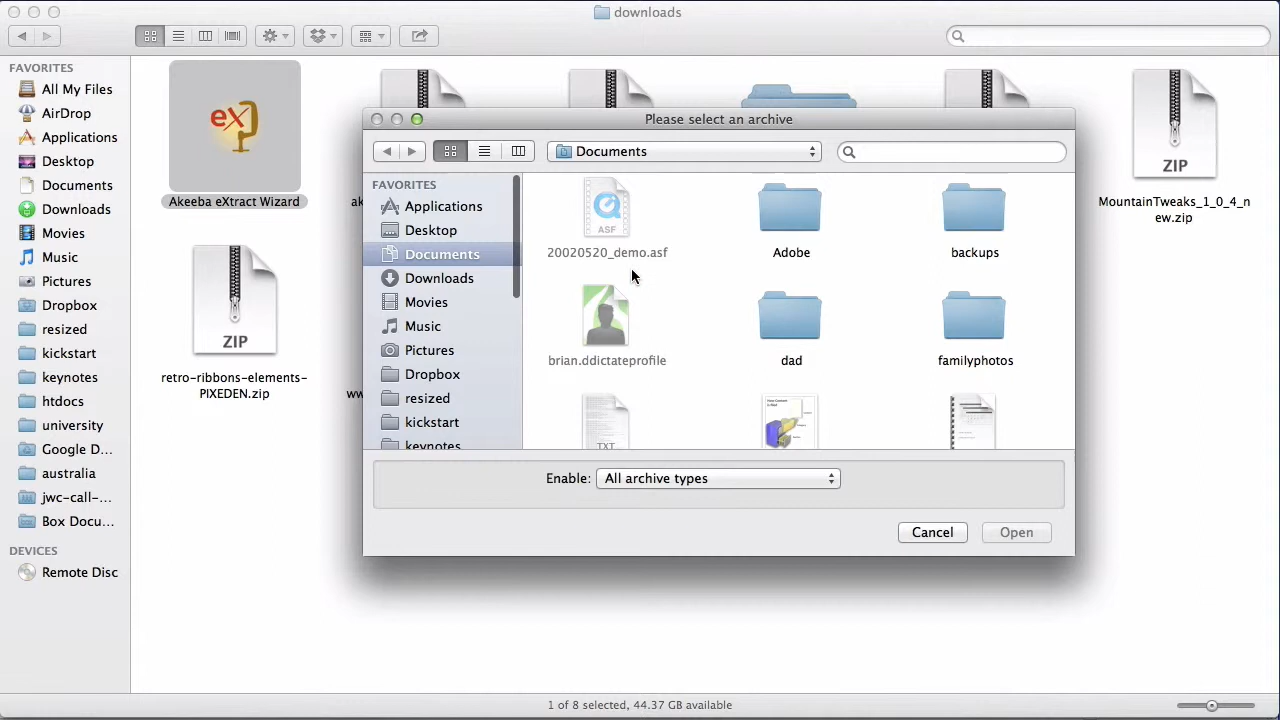 downloads
FAVORITES
All My Files
AirDrop
Applications
Desktop
Documents
Downloads
Movies
Music
Pictures
Dropbox
resized
kickstart
keynotes
htdocs
university
Google D...
australia
jwc-call-...
Box Docu...
DEVICES
Remote Disc
eX
Akeeba eXtract Wizard
ak
ZIP
MountainTweaks_1_0_4_n
ew.zip
ZIP
retro-ribbons-elements-
PIXEDEN.zip
ww
Please select an archive
Documents
FAVORITES
Applications
Desktop
Documents
Downloads
Movies
Music
Pictures
Dropbox
resized
kickstart
keynotes
ASF
20020520_demo.asf
Adobe
backups
brian.ddictateprofile
dad
familyphotos
TXT
Enable: All archive types
Cancel
Open
1 of 8 selected, 44.37 GB available